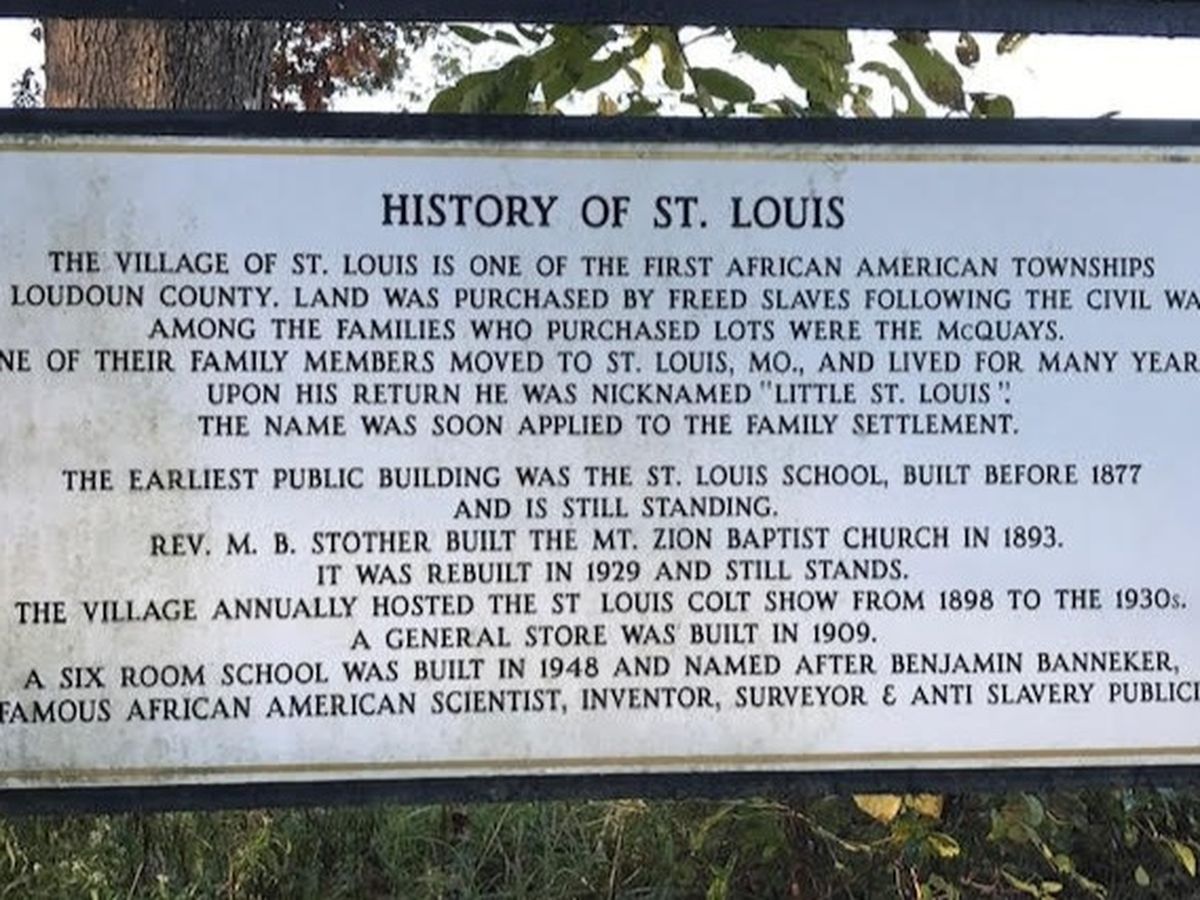 HISTORY OF ST. LOUIS
THE VILLAGE OF ST. LOUIS IS ONE OF THE FIRST AFRICAN AMERICAN TOWNSHIPS
LOUDOUN COUNTY. LAND WAS PURCHASED BY FREED SLAVES FOLLOWING THE CIVIL WA
AMONG THE FAMILIES WHO PURCHASED LOTS WERE THE McQUAYS.
NE OF THEIR FAMILY MEMBERS MOVED TO ST. LOUIS, MO., AND LIVED FOR MANY YEAR
UPON HIS RETURN HE WAS NICKNAMED "LITTLE ST. LOUIS".
THE NAME WAS SOON APPLIED TO THE FAMILY SETTLEMENT.
THE EARLIEST PUBLIC BUILDING WAS THE ST. LOUIS SCHOOL, BUILT BEFORE 1877
AND IS STILL STANDING.
REV. M. B. STOTHER BUILT THE MT. ZION BAPTIST CHURCH IN 1893.
IT WAS REBUILT IN 1929 AND STILL STANDS.
THE VILLAGE ANNUALLY HOSTED THE ST LOUIS COLT SHOW FROM 1898 TO THE 1930s.
A GENERAL STORE WAS BUILT IN 1909.
A SIX ROOM SCHOOL WAS BUILT IN 1948 AND NAMED AFTER BENJAMIN BANNEKER,
FAMOUS AFRICAN AMERICAN SCIENTIST, INVENTOR, SURVEYOR & ANTI SLAVERY PUBLICI